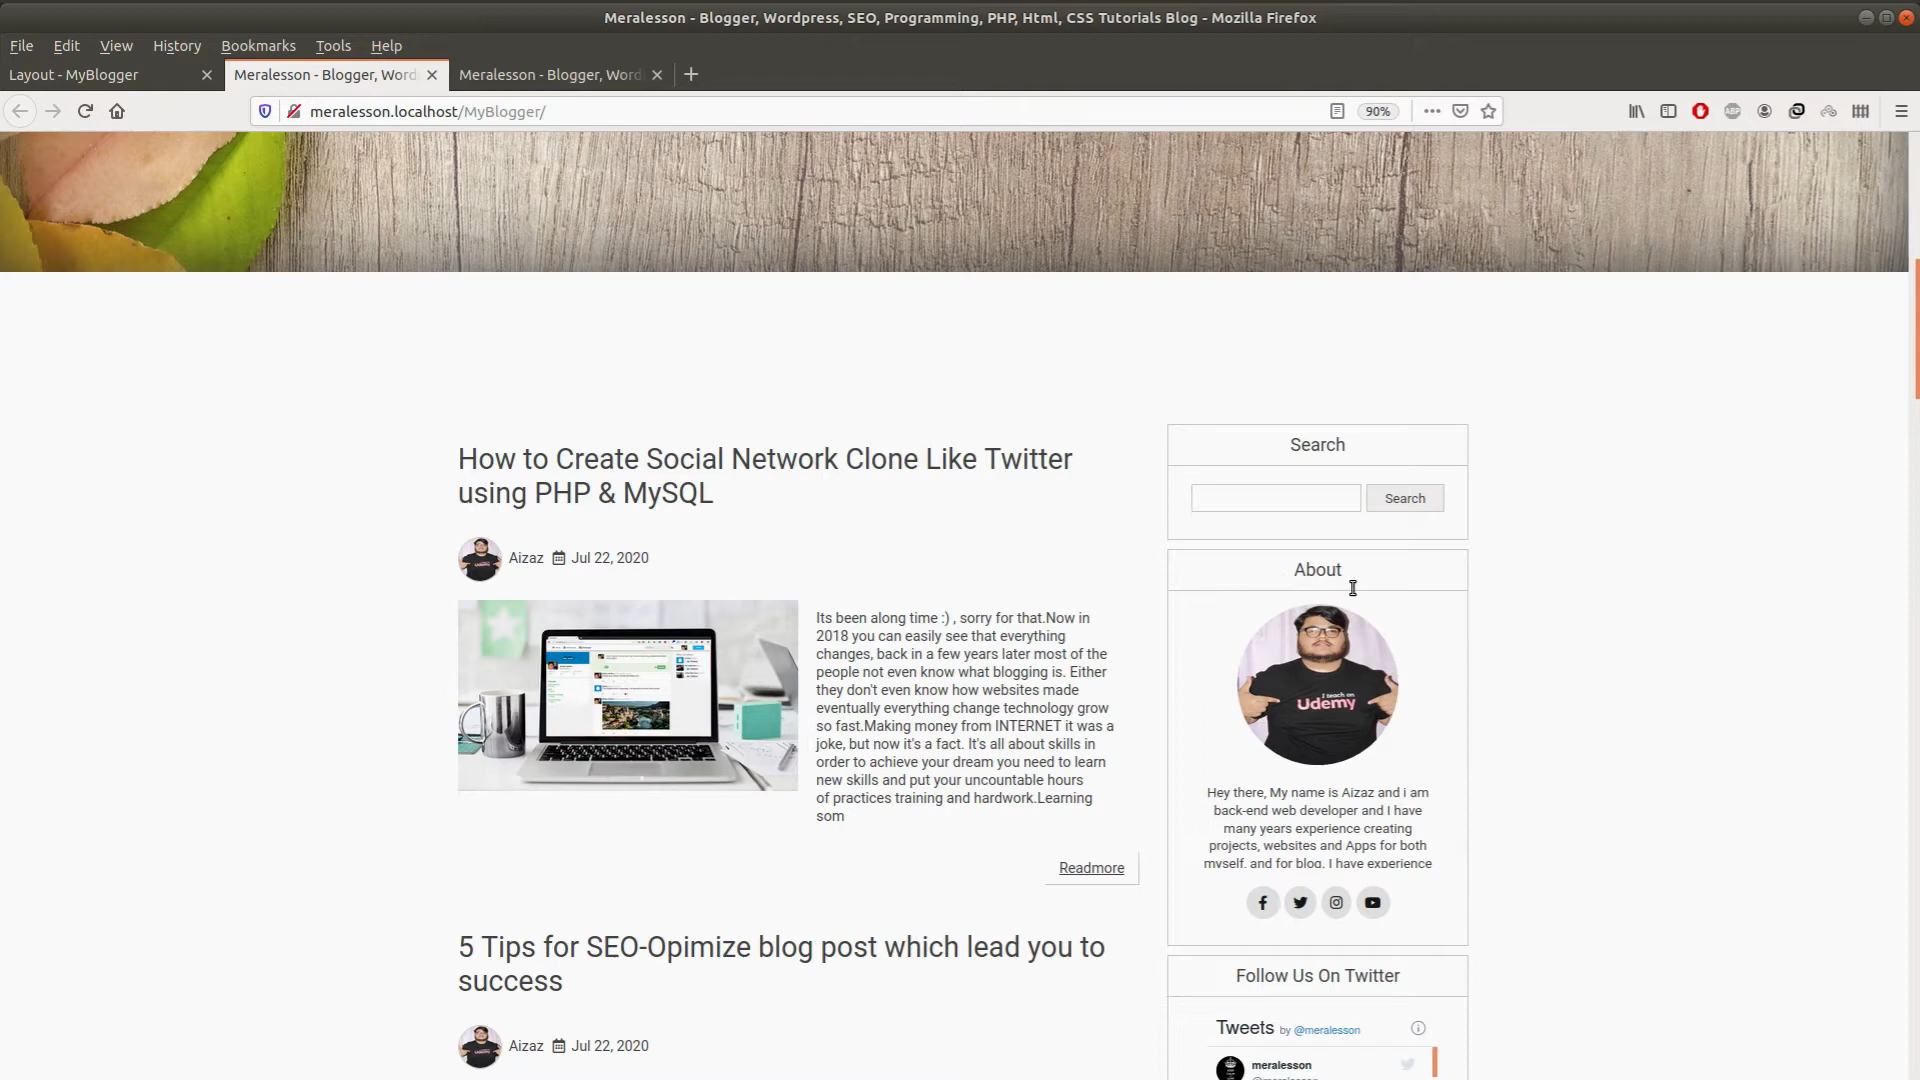 Meralesson - Blogger, Wordpress, SEO, Programming, PHP, Html, CSS Tutorials Blog - Mozilla Firefox
File Edit View History Bookmarks Tools Help
Layout - MyBlogger
Meralesson - Blogger, Word
Meralesson - Blogger, Word
meralesson.localhost/MyBlogger/
90%
ABP
How to Create Social Network Clone Like Twitter
using PHP & MySQL
Aizaz Jul 22, 2020
Its been along time :) , sorry for that.Now in
2018 you can easily see that everything
changes, back in a few years later most of the
people not even know what blogging is. Either
they don't even know how websites made
eventually everything change technology grow
so fast.Making money from INTERNET it was a
joke, but now it's a fact. It's all about skills in
order to achieve your dream you need to learn
new skills and put your uncountable hours
of practices training and hardwork.Learning
som
Readmore
5 Tips for SEO-Opimize blog post which lead you to
success
Aizaz Jul 22, 2020
Search
Search
About
I teach on
Udemy
Hey there, My name is Aizaz and i am
back-end web developer and I have
many years experience creating
projects, websites and Apps for both
myself, and for blog. I have experience
Follow Us On Twitter
Tweets by @meralesson
meralesson
@meralesson